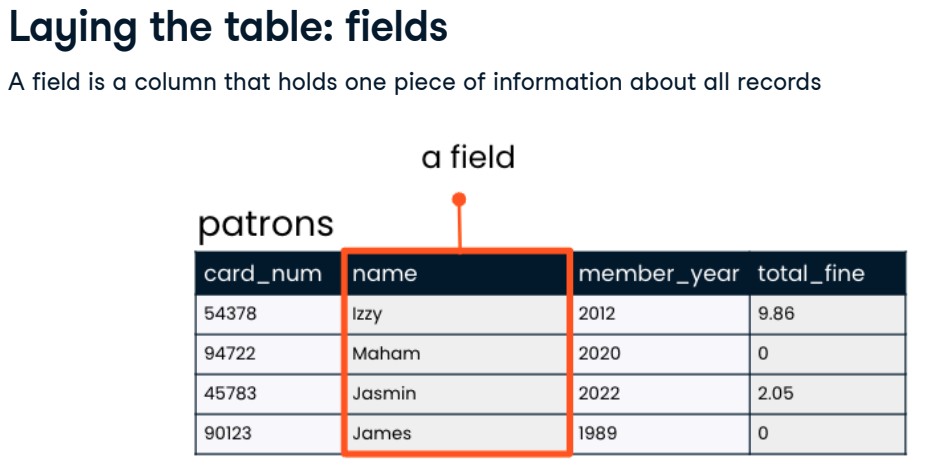 Laying the table: fields
A field is a column that holds one piece of information about all records
a field
patrons
card_num name member_year total_fine
54378 Izzy 2012 9.86
94722 Maham 2020 0
45783 Jasmin 2022 2.05
90123 James 1989 0